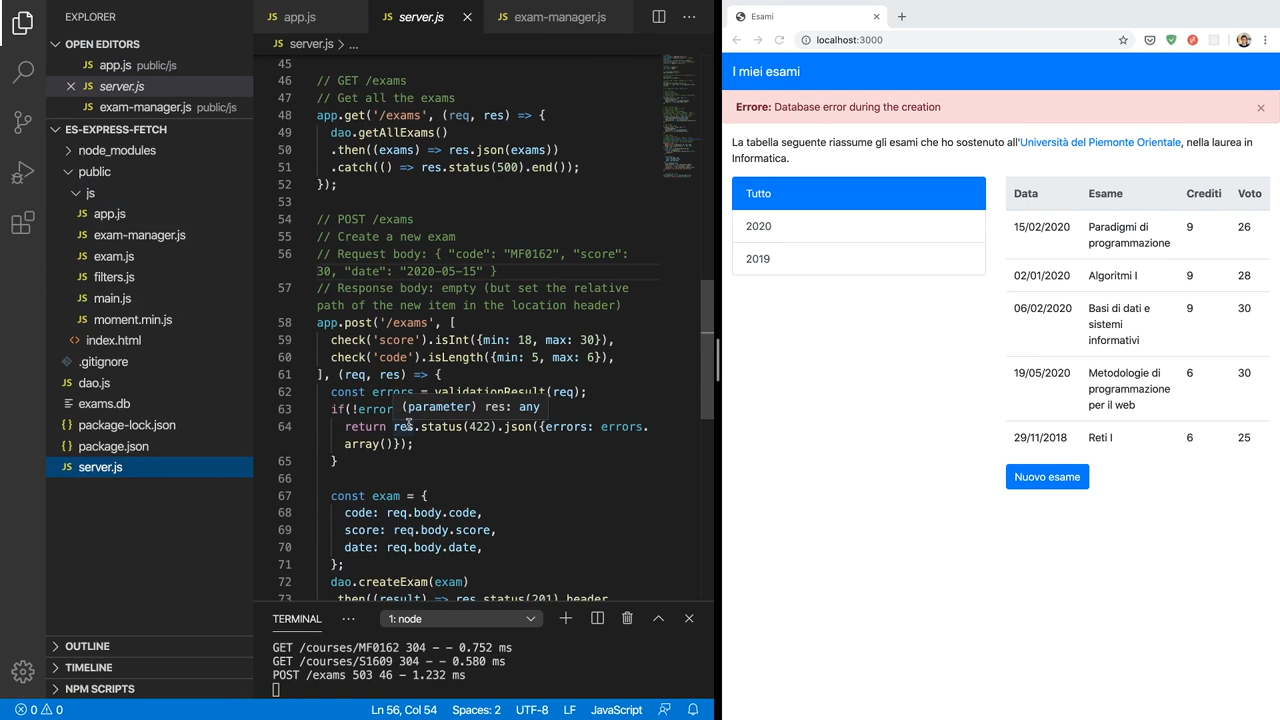 EXPLORER
OPEN EDITORS
app.js public/js
server.js
exam-manager.js public/js
ES-EXPRESS-FETCH
node_modules
public
js
app.js
exam-manager.js
exam.js
filters.js
main.js
moment.min.js
index.html
.gitignore
dao.js
exams.db
package-lock.json
package.json
server.js
OUTLINE
TIMELINE
NPM SCRIPTS
app.js
server.js
exam-manager.js
server.js > ...
45
46 // GET /exams
47 // Get all the exams
48 app.get('/exams', (req, res) => {
49 dao.getAllExams()
50 .then((exams) => res.json(exams))
51 .catch(() => res.status(500).end());
52 });
53
54 // POST /exams
55 // Create a new exam
56 // Request body: { "code": "MF0162", "score":
30, "date": "2020-05-15" }
57 // Response body: empty (but set the relative
path of the new item in the location header)
58 app.post('/exams', [
59 check('score').isInt({min: 18, max: 30}),
60 check('code').isLength({min: 5, max: 6}),
61 ], (req, res) => {
62 const errors = validationResult(req);
63 if(!error
(parameter) res: any
64 return res.status(422).json({errors: errors.
array()});
65 }
66
67 const exam = {
68 code: req.body.code,
69 score: req.body.score,
70 date: req.body.date,
71 };
72 dao.createExam(exam)
73 .then((result) => res.status(201).header
TERMINAL
1: node
GET /courses/MF0162 304 - - 0.752 ms
GET /courses/S1609 304 - - 0.580 ms
POST /exams 503 46 - 1.232 ms
0 0
Ln 56, Col 54 Spaces: 2 UTF-8 LF JavaScript
Esami
localhost:3000
I miei esami
Errore: Database error during the creation
La tabella seguente riassume gli esami che ho sostenuto all'Università del Piemonte Orientale, nella laurea in
Informatica.
Tutto
2020
2019
Data Esame Crediti Voto
15/02/2020 Paradigmi di 9 26
programmazione
02/01/2020 Algoritmi I 9 28
06/02/2020 Basi di dati e 9 30
sistemi
informativi
19/05/2020 Metodologie di 6 30
programmazione
per il web
29/11/2018 Reti I 6 25
Nuovo esame